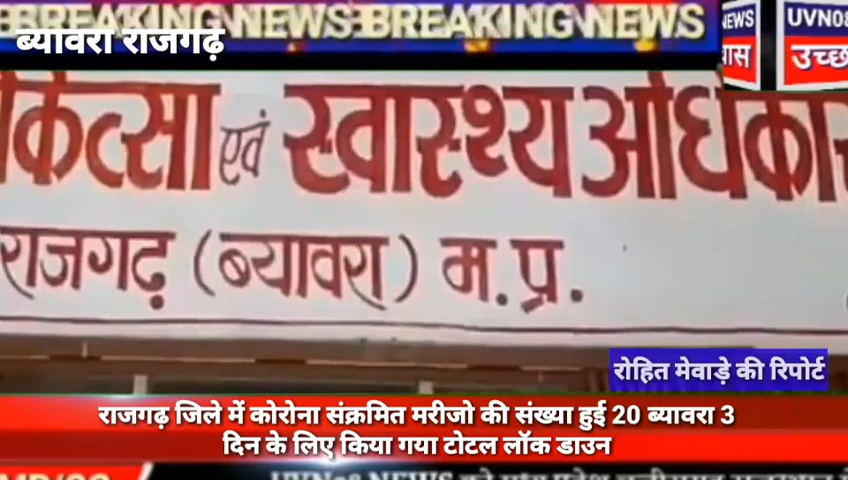 BREAKING NEWS BREAKING NEWS
ब्यावरा राजगढ़
NEWS
UVN08
एवं स्वास्थ्य
राजगढ़ (ब्यावरा) म.प्र.
रोहित मेवाड़े की रिपोर्ट
राजगढ़ जिले में कोरोना संक्रमित मरीजो की संख्या हुई 20 ब्यावरा 3
दिन के लिए किया गया टोटल लॉक डाउन